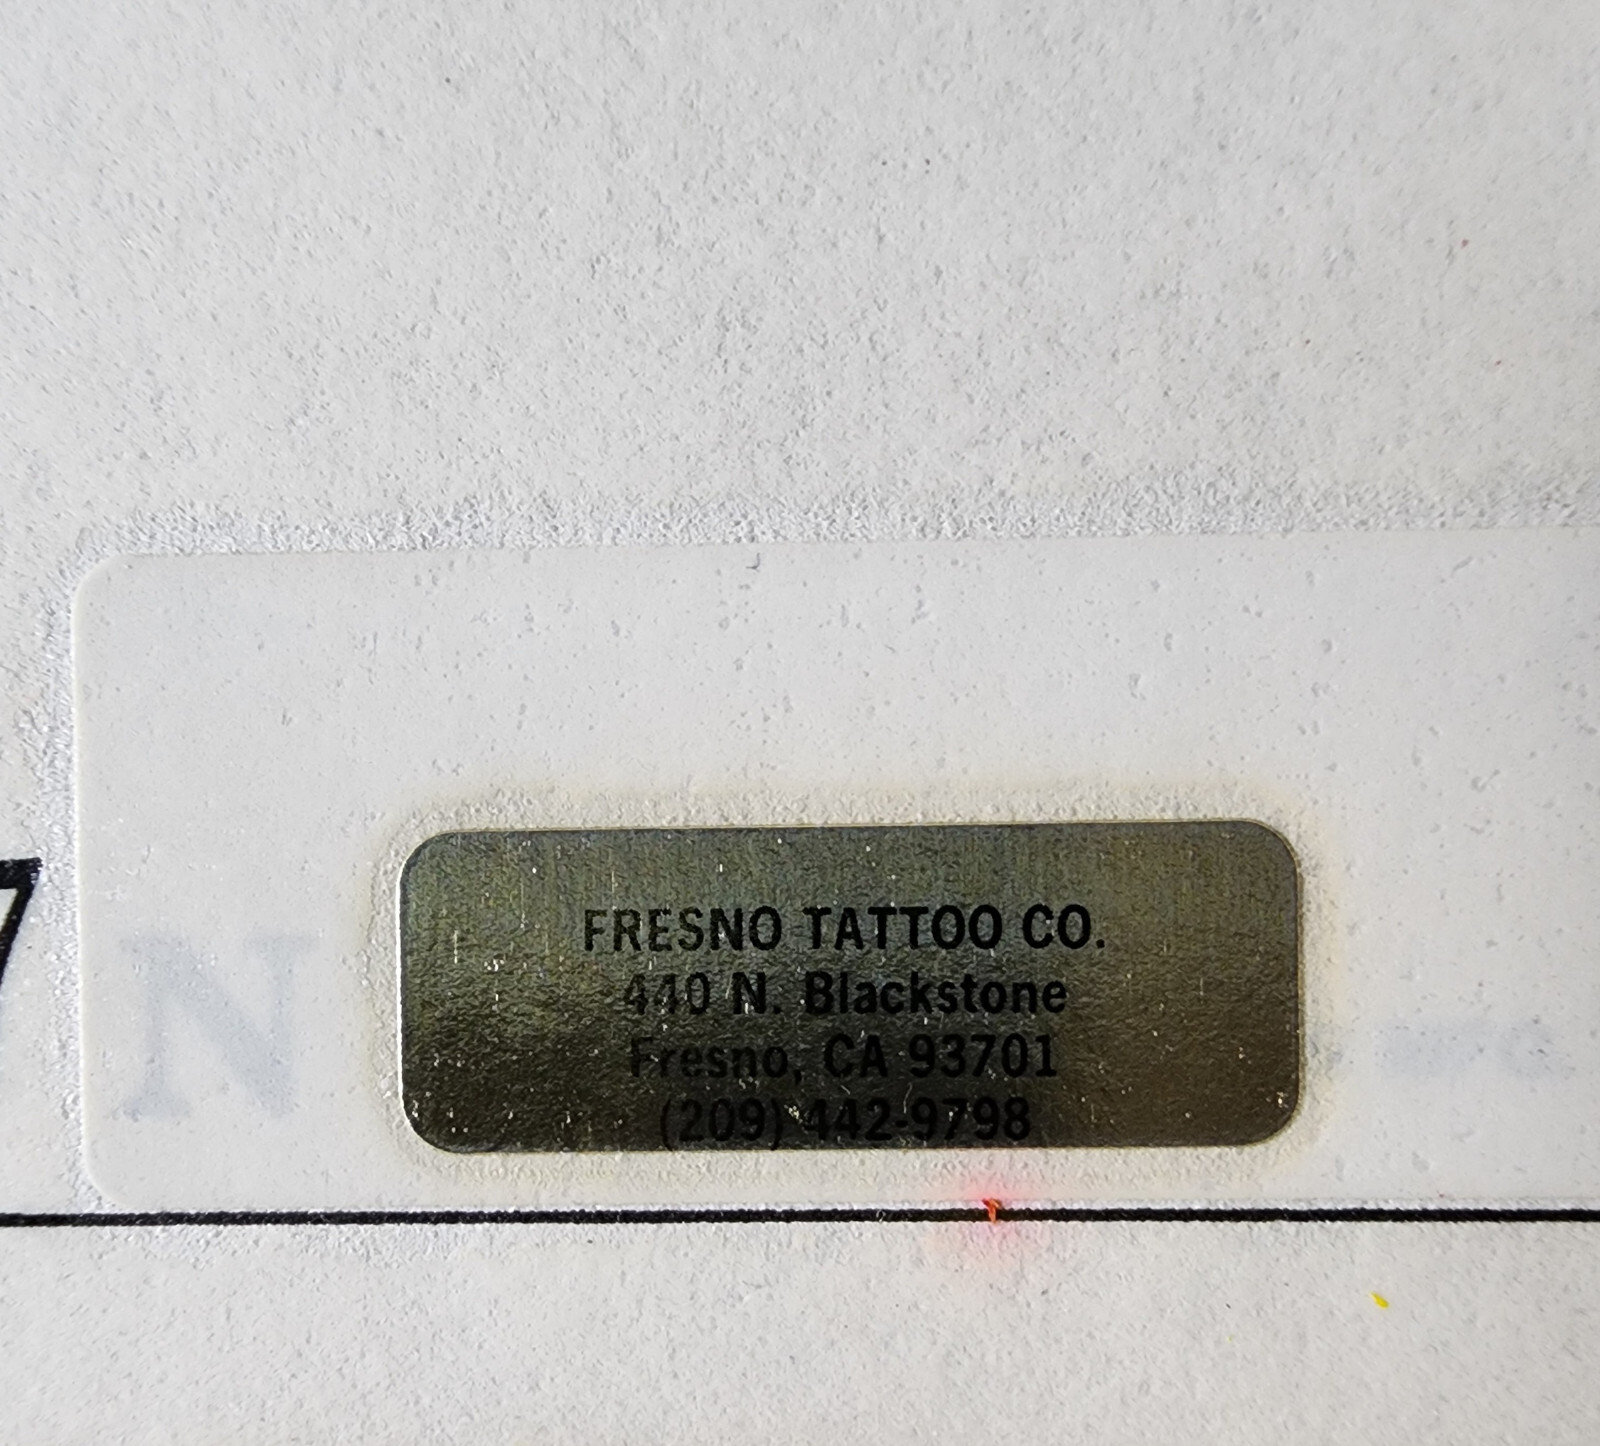 FRESNO TATTOO CO.
440 N. Blackstone
Fresno, CA 93701
(209) 442-9798
N